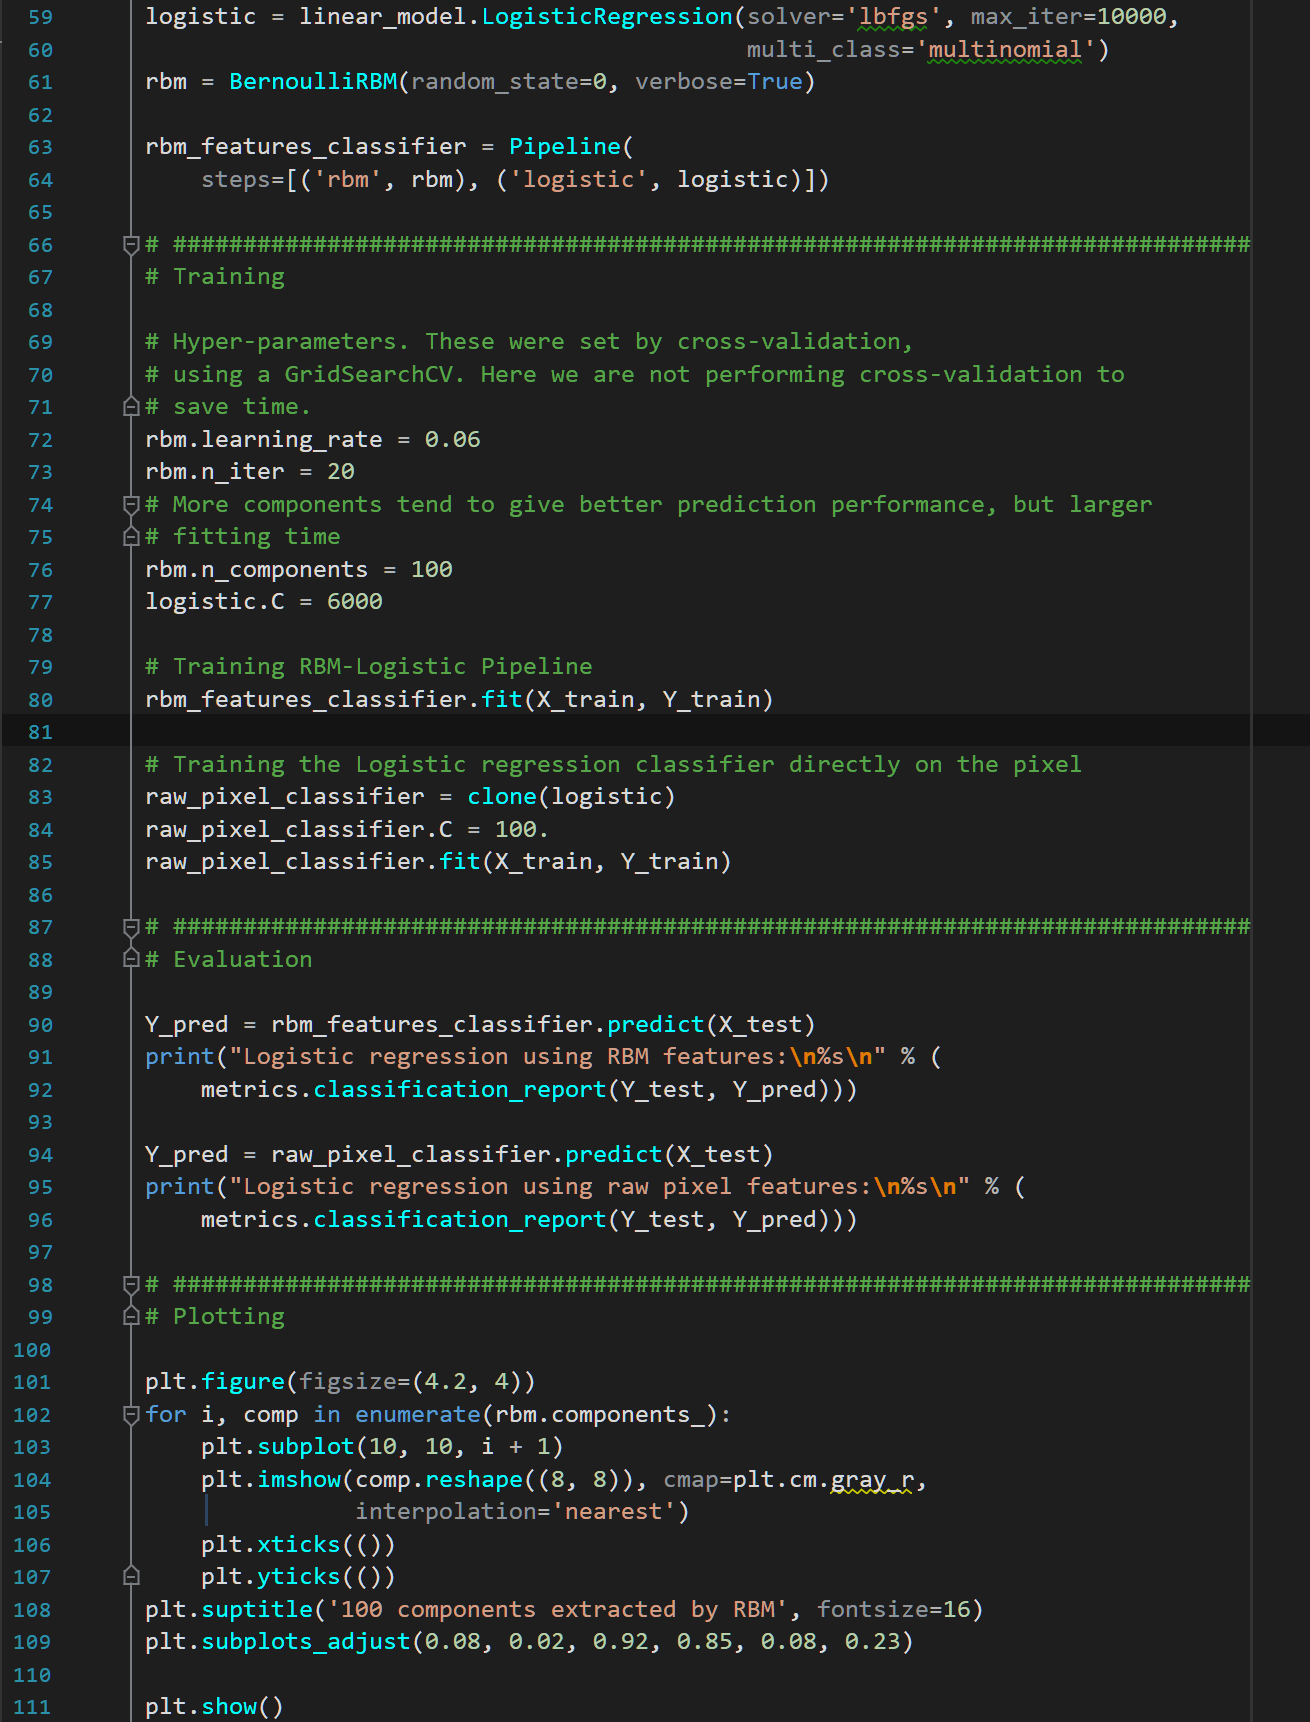 59 logistic = linear_model.LogisticRegression(solver='lbfgs', max_iter=10000,
60                                            multi_class='multinomial')
61 rbm = BernoulliRBM(random_state=0, verbose=True)
62
63 rbm_features_classifier = Pipeline(
64     steps=[('rbm', rbm), ('logistic', logistic)])
65
66 # #############################################################################
67 # Training
68
69 # Hyper-parameters. These were set by cross-validation,
70 # using a GridSearchCV. Here we are not performing cross-validation to
71 # save time.
72 rbm.learning_rate = 0.06
73 rbm.n_iter = 20
74 # More components tend to give better prediction performance, but larger
75 # fitting time
76 rbm.n_components = 100
77 logistic.C = 6000
78
79 # Training RBM-Logistic Pipeline
80 rbm_features_classifier.fit(X_train, Y_train)
81
82 # Training the Logistic regression classifier directly on the pixel
83 raw_pixel_classifier = clone(logistic)
84 raw_pixel_classifier.C = 100.
85 raw_pixel_classifier.fit(X_train, Y_train)
86
87 # #############################################################################
88 # Evaluation
89
90 Y_pred = rbm_features_classifier.predict(X_test)
91 print("Logistic regression using RBM features:\n%s\n" % (
92     metrics.classification_report(Y_test, Y_pred)))
93
94 Y_pred = raw_pixel_classifier.predict(X_test)
95 print("Logistic regression using raw pixel features:\n%s\n" % (
96     metrics.classification_report(Y_test, Y_pred)))
97
98 # #############################################################################
99 # Plotting
100
101 plt.figure(figsize=(4.2, 4))
102 for i, comp in enumerate(rbm.components_):
103     plt.subplot(10, 10, i + 1)
104     plt.imshow(comp.reshape((8, 8)), cmap=plt.cm.gray_r,
105                interpolation='nearest')
106     plt.xticks(())
107     plt.yticks(())
108 plt.suptitle('100 components extracted by RBM', fontsize=16)
109 plt.subplots_adjust(0.08, 0.02, 0.92, 0.85, 0.08, 0.23)
110
111 plt.show()